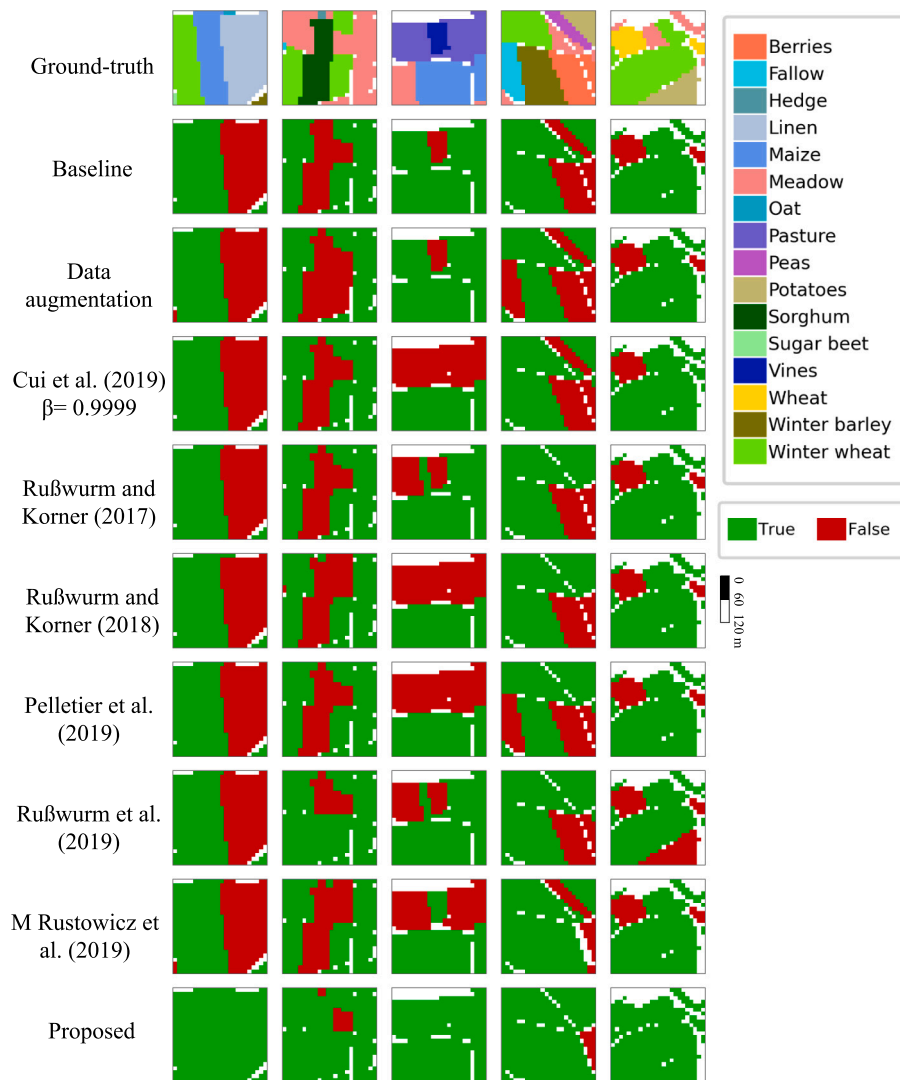 Ground-truth
Baseline
Data
augmentation
Cui et al. (2019)
β= 0.9999
Rußwurm and
Korner (2017)
Rußwurm and
Korner (2018)
Pelletier et al.
(2019)
Rußwurm et al.
(2019)
M Rustowicz et
al. (2019)
Proposed
Berries
Fallow
Hedge
Linen
Maize
Meadow
Oat
Pasture
Peas
Potatoes
Sorghum
Sugar beet
Vines
Wheat
Winter barley
Winter wheat
True False
0 60 120 m